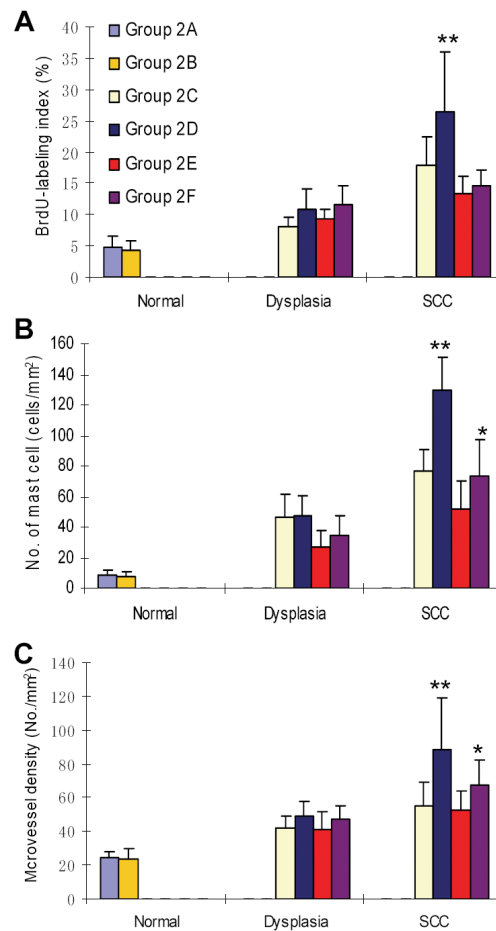 A
BrdU-labeling index (%)
40
35
30
25
20
15
10
5
0
Group 2A
Group 2B
Group 2C
Group 2D
Group 2E
Group 2F
**
Normal Dysplasia SCC
B
No. of mast cell (cells/mm²)
160
140
120
100
80
60
40
20
0
**
*
Normal Dysplasia SCC
C
Mcrovessel density (No./mm²)
140
120
100
80
60
40
20
0
**
*
Normal Dysplasia SCC